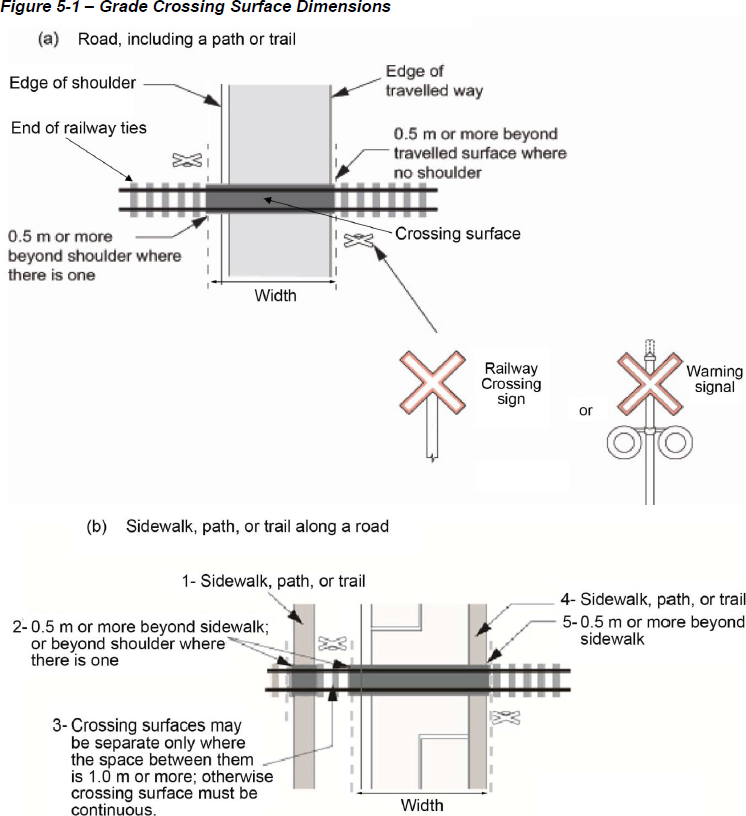 Figure 5-1 – Grade Crossing Surface Dimensions
(a) Road, including a path or trail
Edge of shoulder
Edge of
travelled way
End of railway ties
0.5 m or more beyond
travelled surface where
no shoulder
0.5 m or more
beyond shoulder where
there is one
Crossing surface
Width
Railway
Crossing
sign
or
Warning
signal
(b) Sidewalk, path, or trail along a road
1- Sidewalk, path, or trail
2- 0.5 m or more beyond sidewalk;
or beyond shoulder where
there is one
4- Sidewalk, path, or trail
5- 0.5 m or more beyond
sidewalk
3- Crossing surfaces may
be separate only where
the space between them
is 1.0 m or more; otherwise
crossing surface must be
continuous.
Width